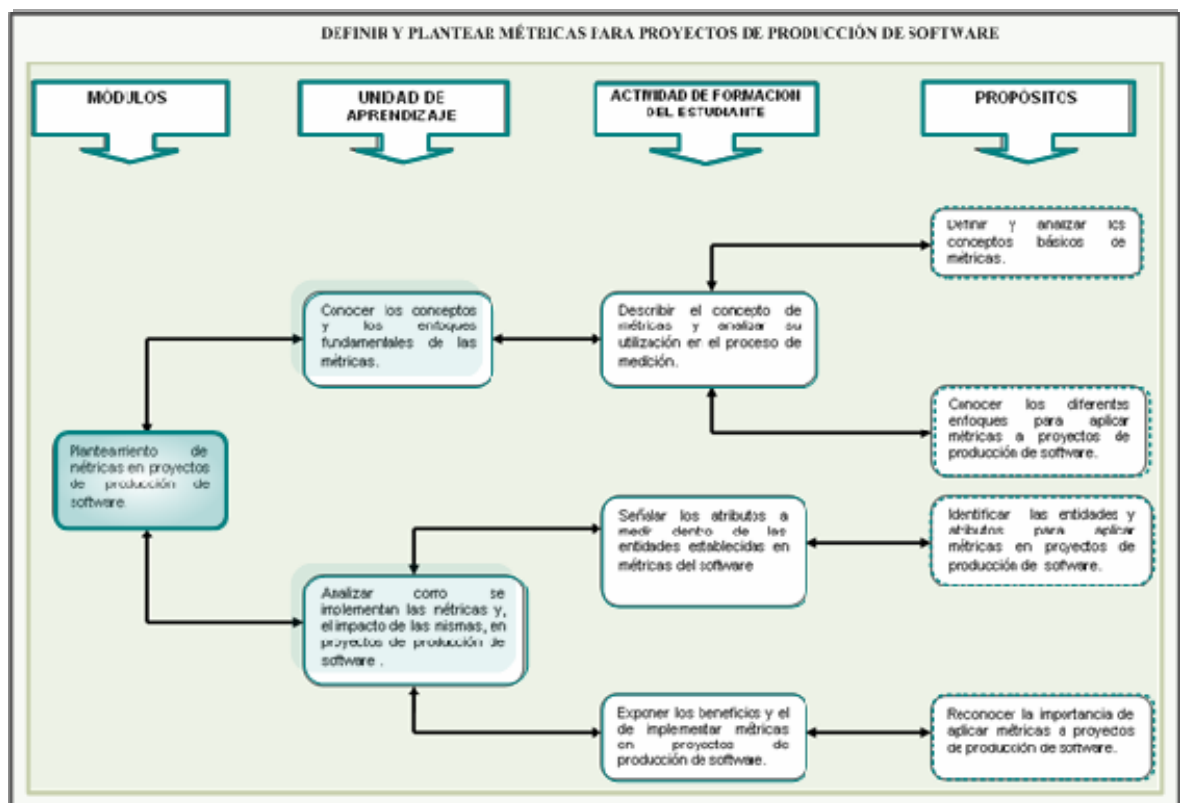 DEFINIR Y PLANTEAR MÉTRICAS PARA PROYECTOS DE PRODUCCIÓN DE SOFTWARE
MÓDULOS
UNIDAD DE
APRENDIZAJE
ACTIVIDAD DE FORMACION
DEL ESTUDIANTE
PROPÓSITOS
Definir y analizar los
conceptos básicos de
métricas.
Conocer los conceptos
y los enfoques
fundamentales de las
métricas.
Describir el concepto de
métricas y analizar su
utilización en el proceso de
medición.
Conocer los diferentes
enfoques para aplicar
métricas a proyectos de
producción de software.
Planteamiento de
métricas en proyectos
de producción de
software.
Señalar los atributos a
medir dentro de las
entidades establecidas en
métricas del software
Identificar las entidades y
atributos para aplicar
métricas en proyectos de
producción de software.
Analizar como se
implementan las métricas y,
el impacto de las mismas, en
proyectos de producción de
software .
Exponer los beneficios y el
de implementar métricas
en proyectos de
producción de software.
Reconocer la importancia de
aplicar métricas a proyectos
de producción de software.